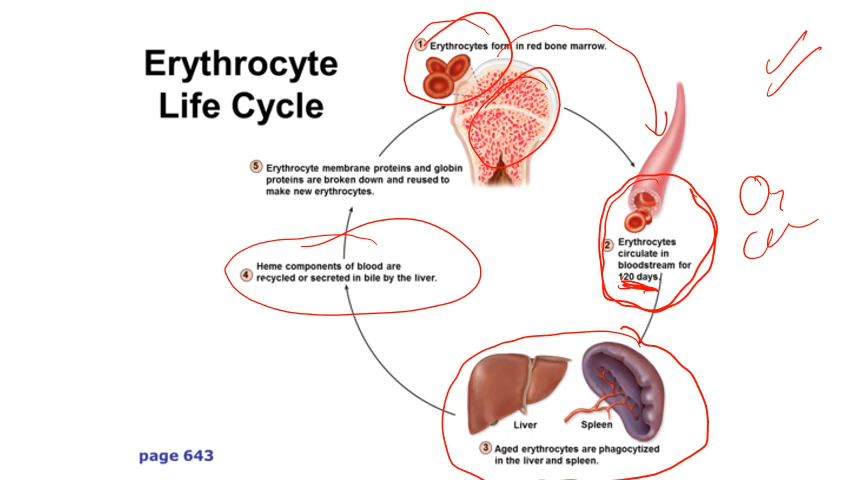 Erythrocyte
Life Cycle
1 Erythrocytes form in red bone marrow.
2 Erythrocytes
circulate in
bloodstream for
120 days.
3 Aged erythrocytes are phagocytized
in the liver and spleen.
Liver
Spleen
4 Heme components of blood are
recycled or secreted in bile by the liver.
5 Erythrocyte membrane proteins and globin
proteins are broken down and reused to
make new erythrocytes.
page 643